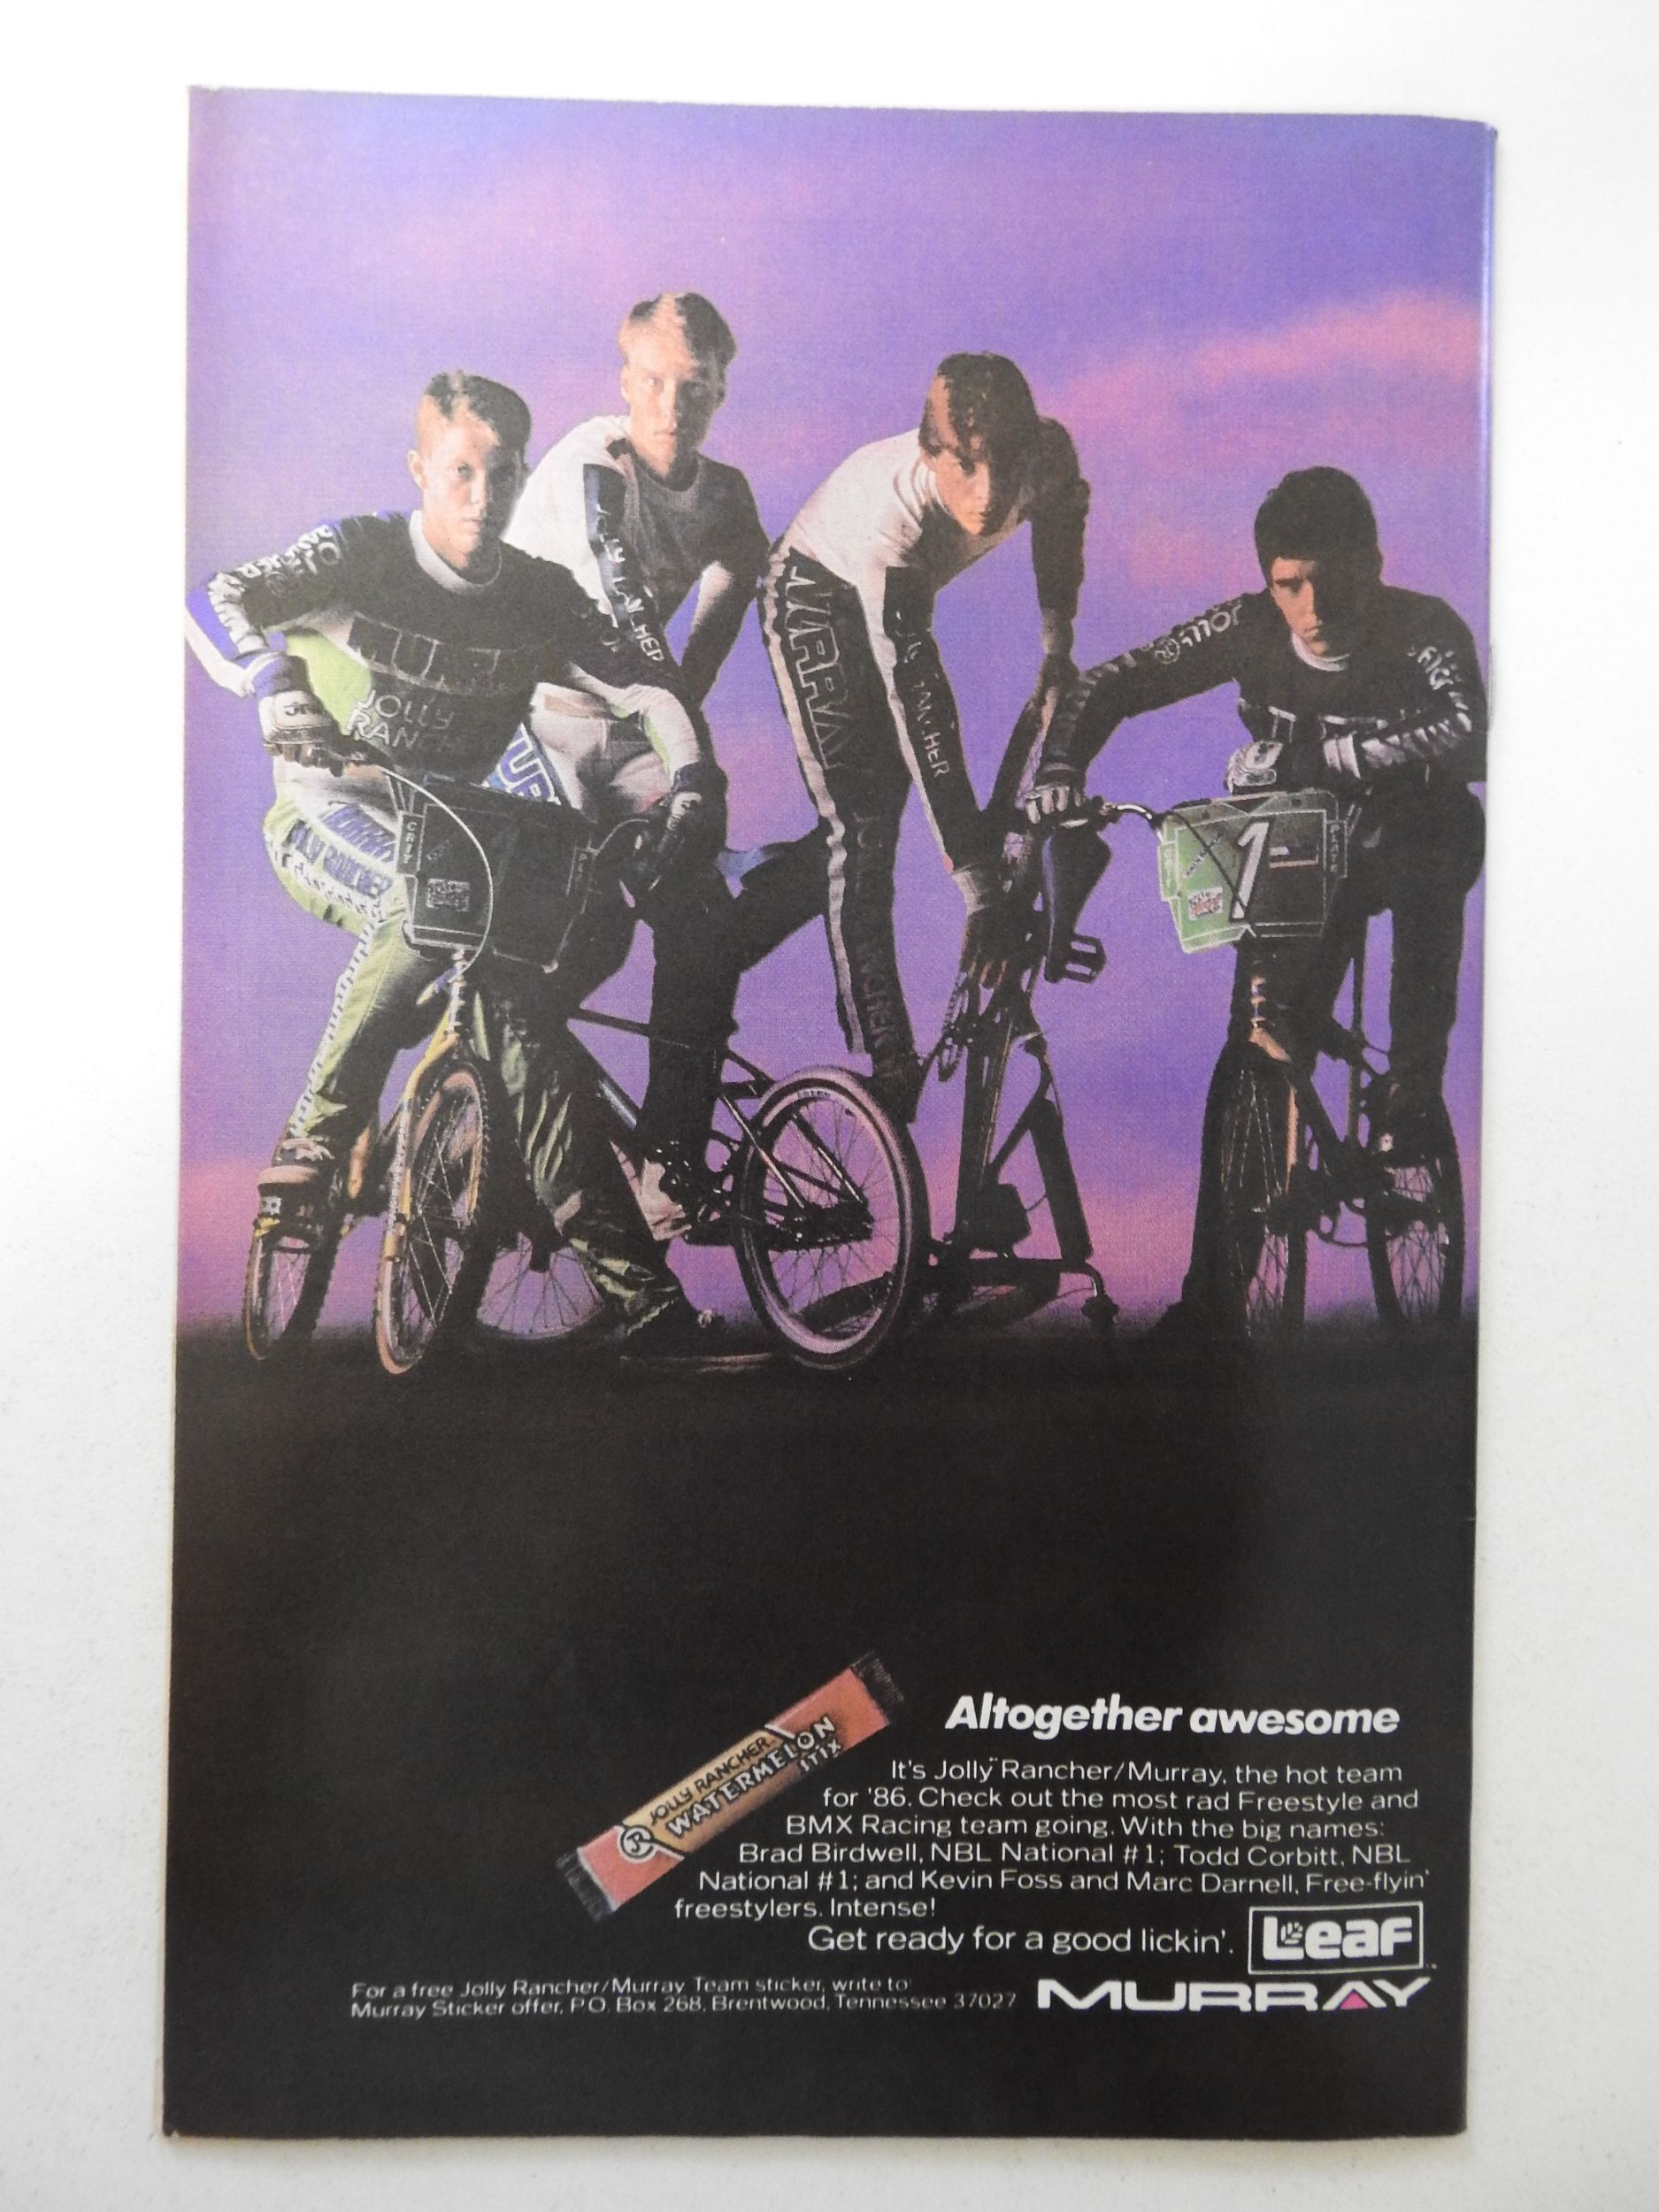 JOLLY
RANCHER
MURRAY
JOLLY
RANCHER
MURRAY
1
PLATE
JOLLY RANCHER
WATERMELON
STIX
Altogether awesome
It's Jolly Rancher/Murray, the hot team
for '86. Check out the most rad Freestyle and
BMX Racing team going. With the big names:
Brad Birdwell, NBL National #1; Todd Corbitt, NBL
National #1; and Kevin Foss and Marc Darnell, Free-flyin'
freestylers. Intense!
Get ready for a good lickin'.
Leaf
For a free Jolly Rancher/Murray Team sticker, write to
Murray Sticker offer, P.O. Box 268, Brentwood, Tennessee 37027
MURRAY